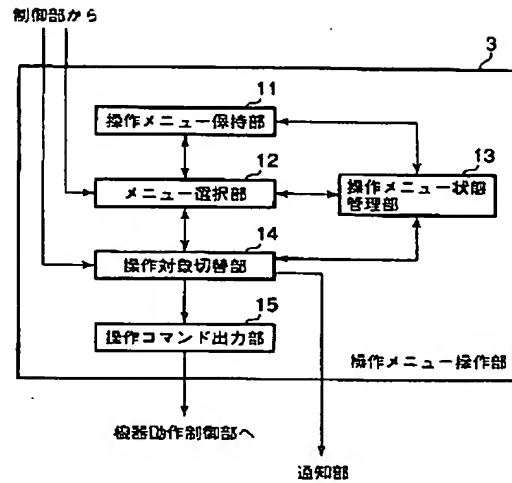 制御部から
3
11
操作メニュー保持部
12
メニュー選択部
13
操作メニュー状態
管理部
14
操作対象切替部
15
操作コマンド出力部
操作メニュー操作部
機器動作制御部へ
通知部